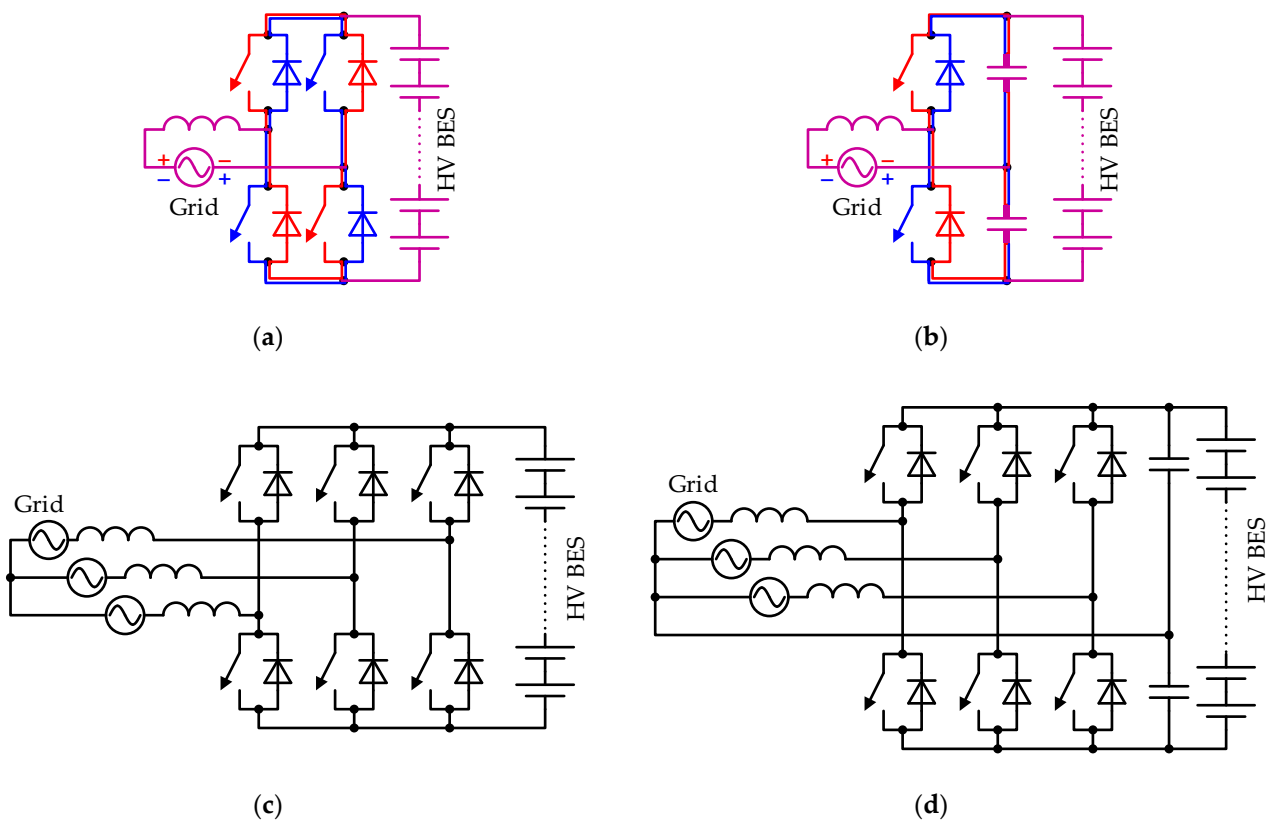 + −
− +
Grid
HV BES
(a)
+ −
− +
Grid
HV BES
(b)
Grid
HV BES
(c)
Grid
HV BES
(d)